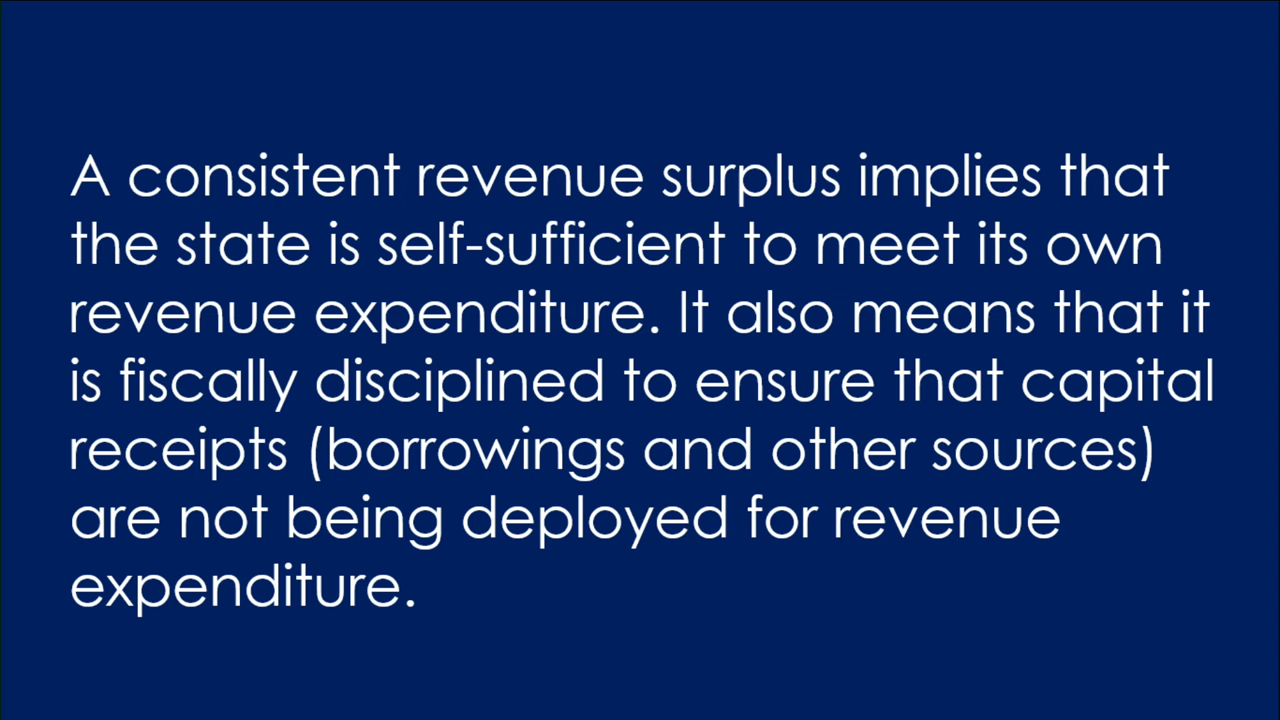 A consistent revenue surplus implies that
the state is self-sufficient to meet its own
revenue expenditure. It also means that it
is fiscally disciplined to ensure that capital
receipts (borrowings and other sources)
are not being deployed for revenue
expenditure.